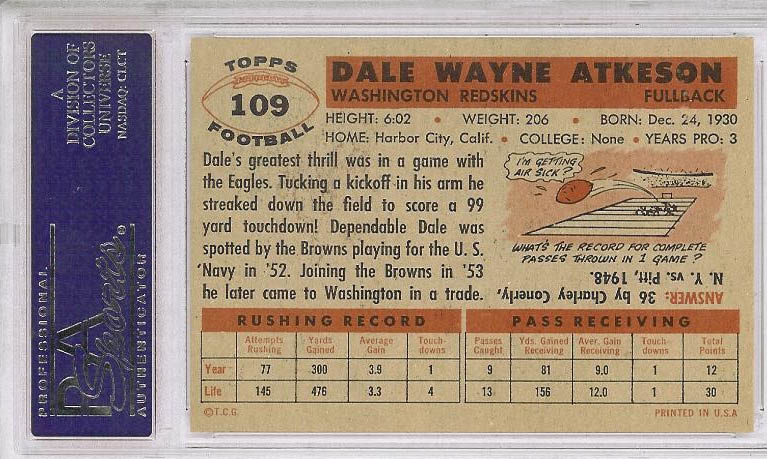 A
DIVISION OF
COLLECTORS
UNIVERSE
NASDAQ: CLCT
PSA
Sports®
PROFESSIONAL
AUTHENTICATOR
TOPPS
109
FOOTBALL
DALE WAYNE ATKESON
WASHINGTON REDSKINS FULLBACK
HEIGHT: 6:02 • WEIGHT: 206 • BORN: Dec. 24, 1930
HOME: Harbor City, Calif. • COLLEGE: None • YEARS PRO: 3
Dale's greatest thrill was in a game with
the Eagles. Tucking a kickoff in his arm he
streaked down the field to score a 99
yard touchdown! Dependable Dale was
spotted by the Browns playing for the U. S.
Navy in '52. Joining the Browns in '53
he later came to Washington in a trade.
I'M GETTING
AIR SICK?
WHAT'S THE RECORD FOR COMPLETE
PASSES THROWN IN 1 GAME?
ANSWER: 36 by Charley Conerly,
N. Y. vs. Pitt, 1948.
RUSHING RECORD PASS RECEIVING
Attempts Rushing Yards Gained Average Gain Touch-downs Passes Caught Yds. Gained Receiving Aver. Gain Receiving Touch-downs Total Points
Year 77 300 3.9 1 9 81 9.0 1 12
Life 145 476 3.3 4 13 156 12.0 1 30
©T.C.G. PRINTED IN U.S.A